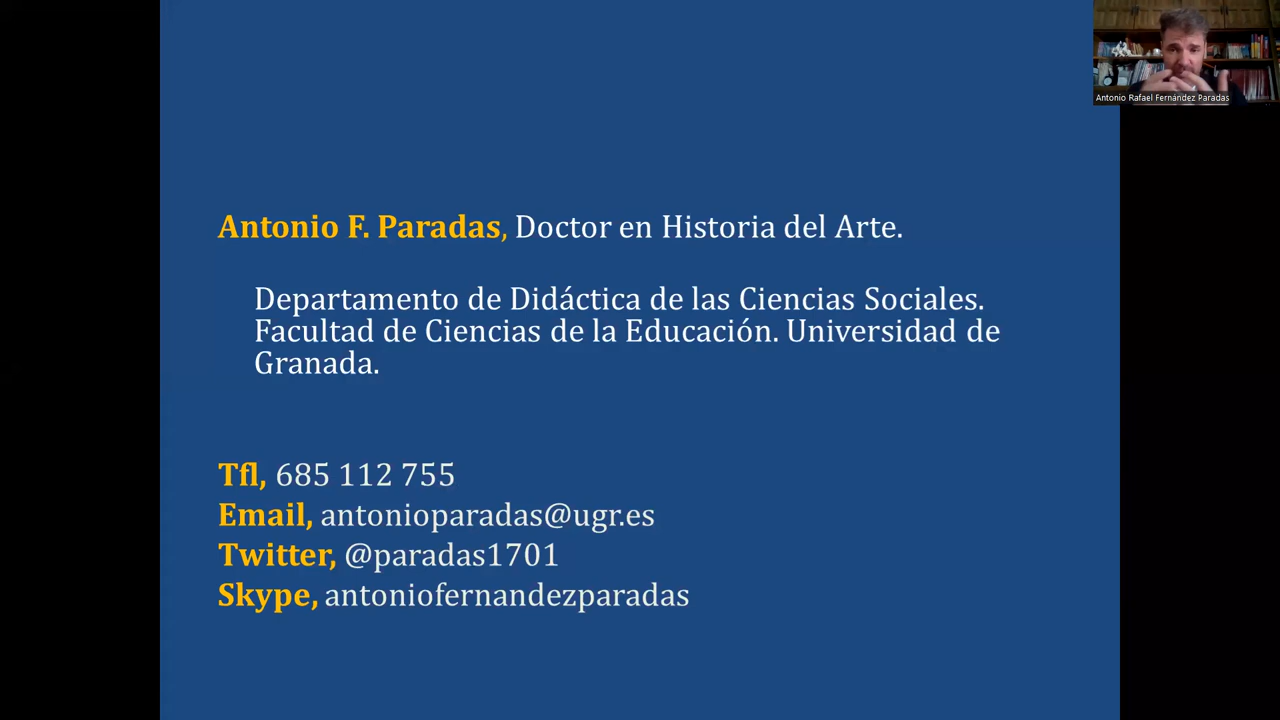 Antonio Rafael Fernández Paradas
Antonio F. Paradas, Doctor en Historia del Arte.
Departamento de Didáctica de las Ciencias Sociales.
Facultad de Ciencias de la Educación. Universidad de
Granada.
Tfl, 685 112 755
Email, antonioparadas@ugr.es
Twitter, @paradas1701
Skype, antoniofernandezparadas